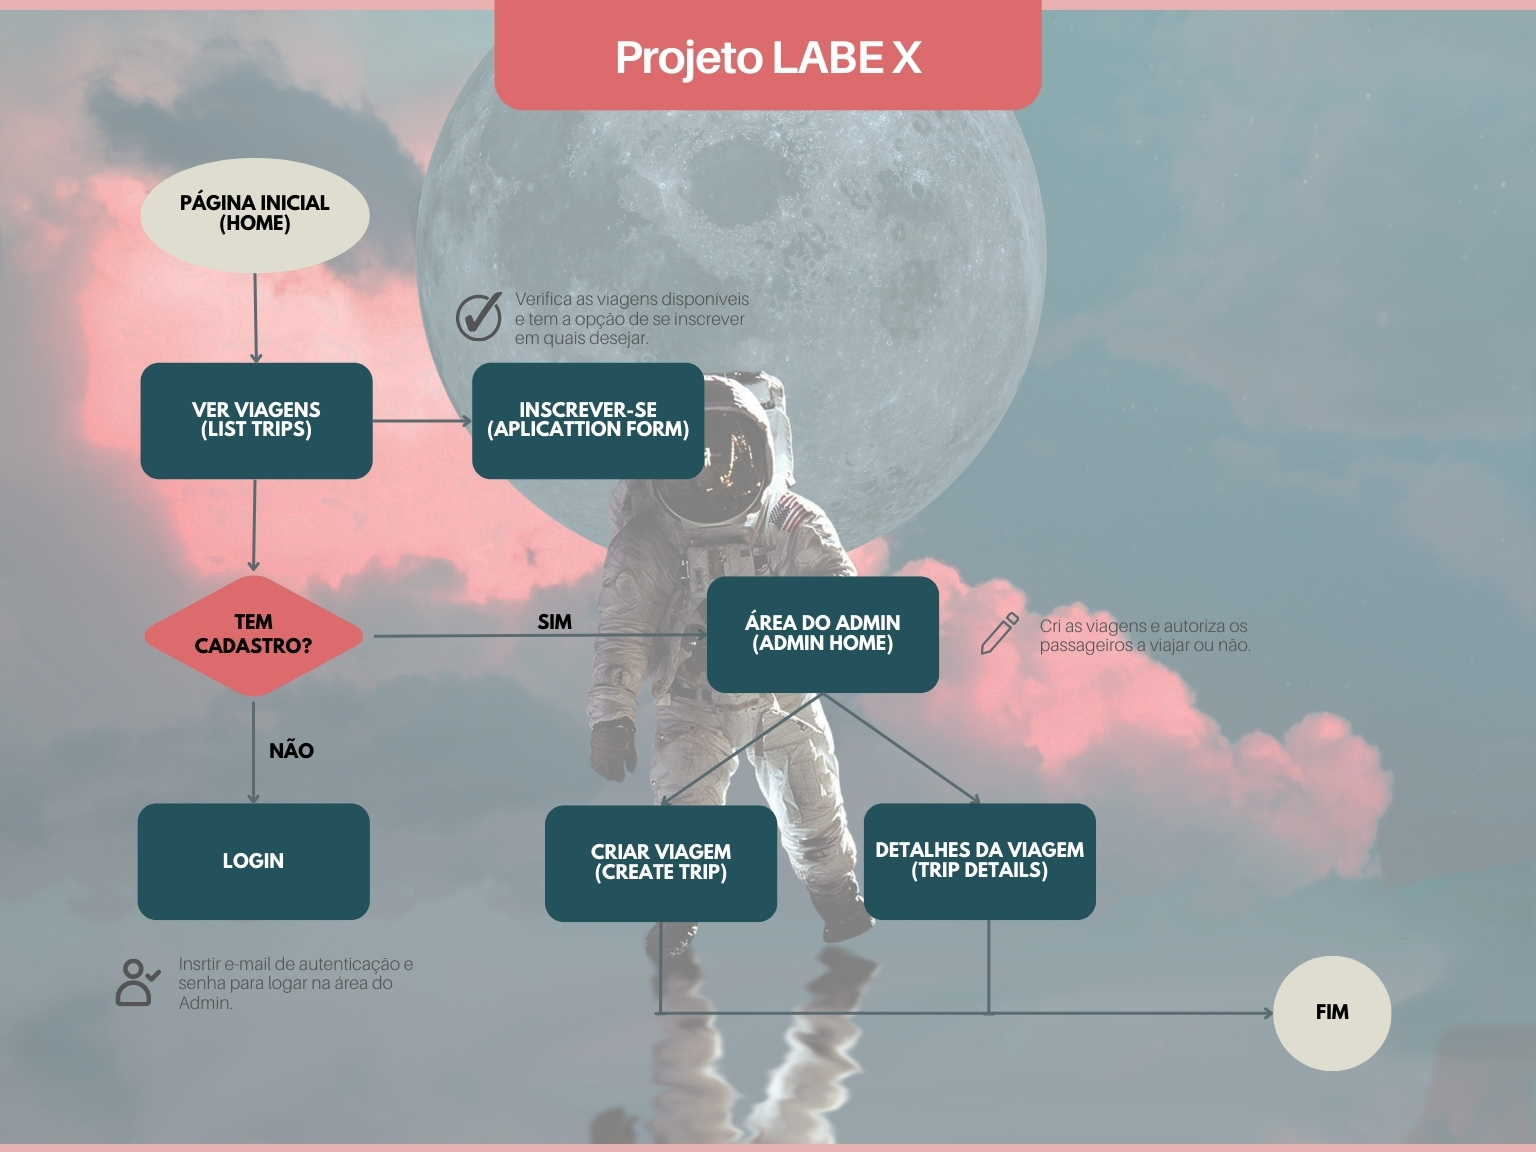 Projeto LABE X
PÁGINA INICIAL
(HOME)
Verifica as viagens disponíveis
e tem a opção de se inscrever
em quais desejar.
VER VIAGENS
(LIST TRIPS)
INSCREVER-SE
(APLICATTION FORM)
TEM
CADASTRO?
SIM
ÁREA DO ADMIN
(ADMIN HOME)
Cri as viagens e autoriza os
passageiros a viajar ou não.
NÃO
LOGIN
CRIAR VIAGEM
(CREATE TRIP)
DETALHES DA VIAGEM
(TRIP DETAILS)
Insrtir e-mail de autenticação e
senha para logar na área do
Admin.
FIM